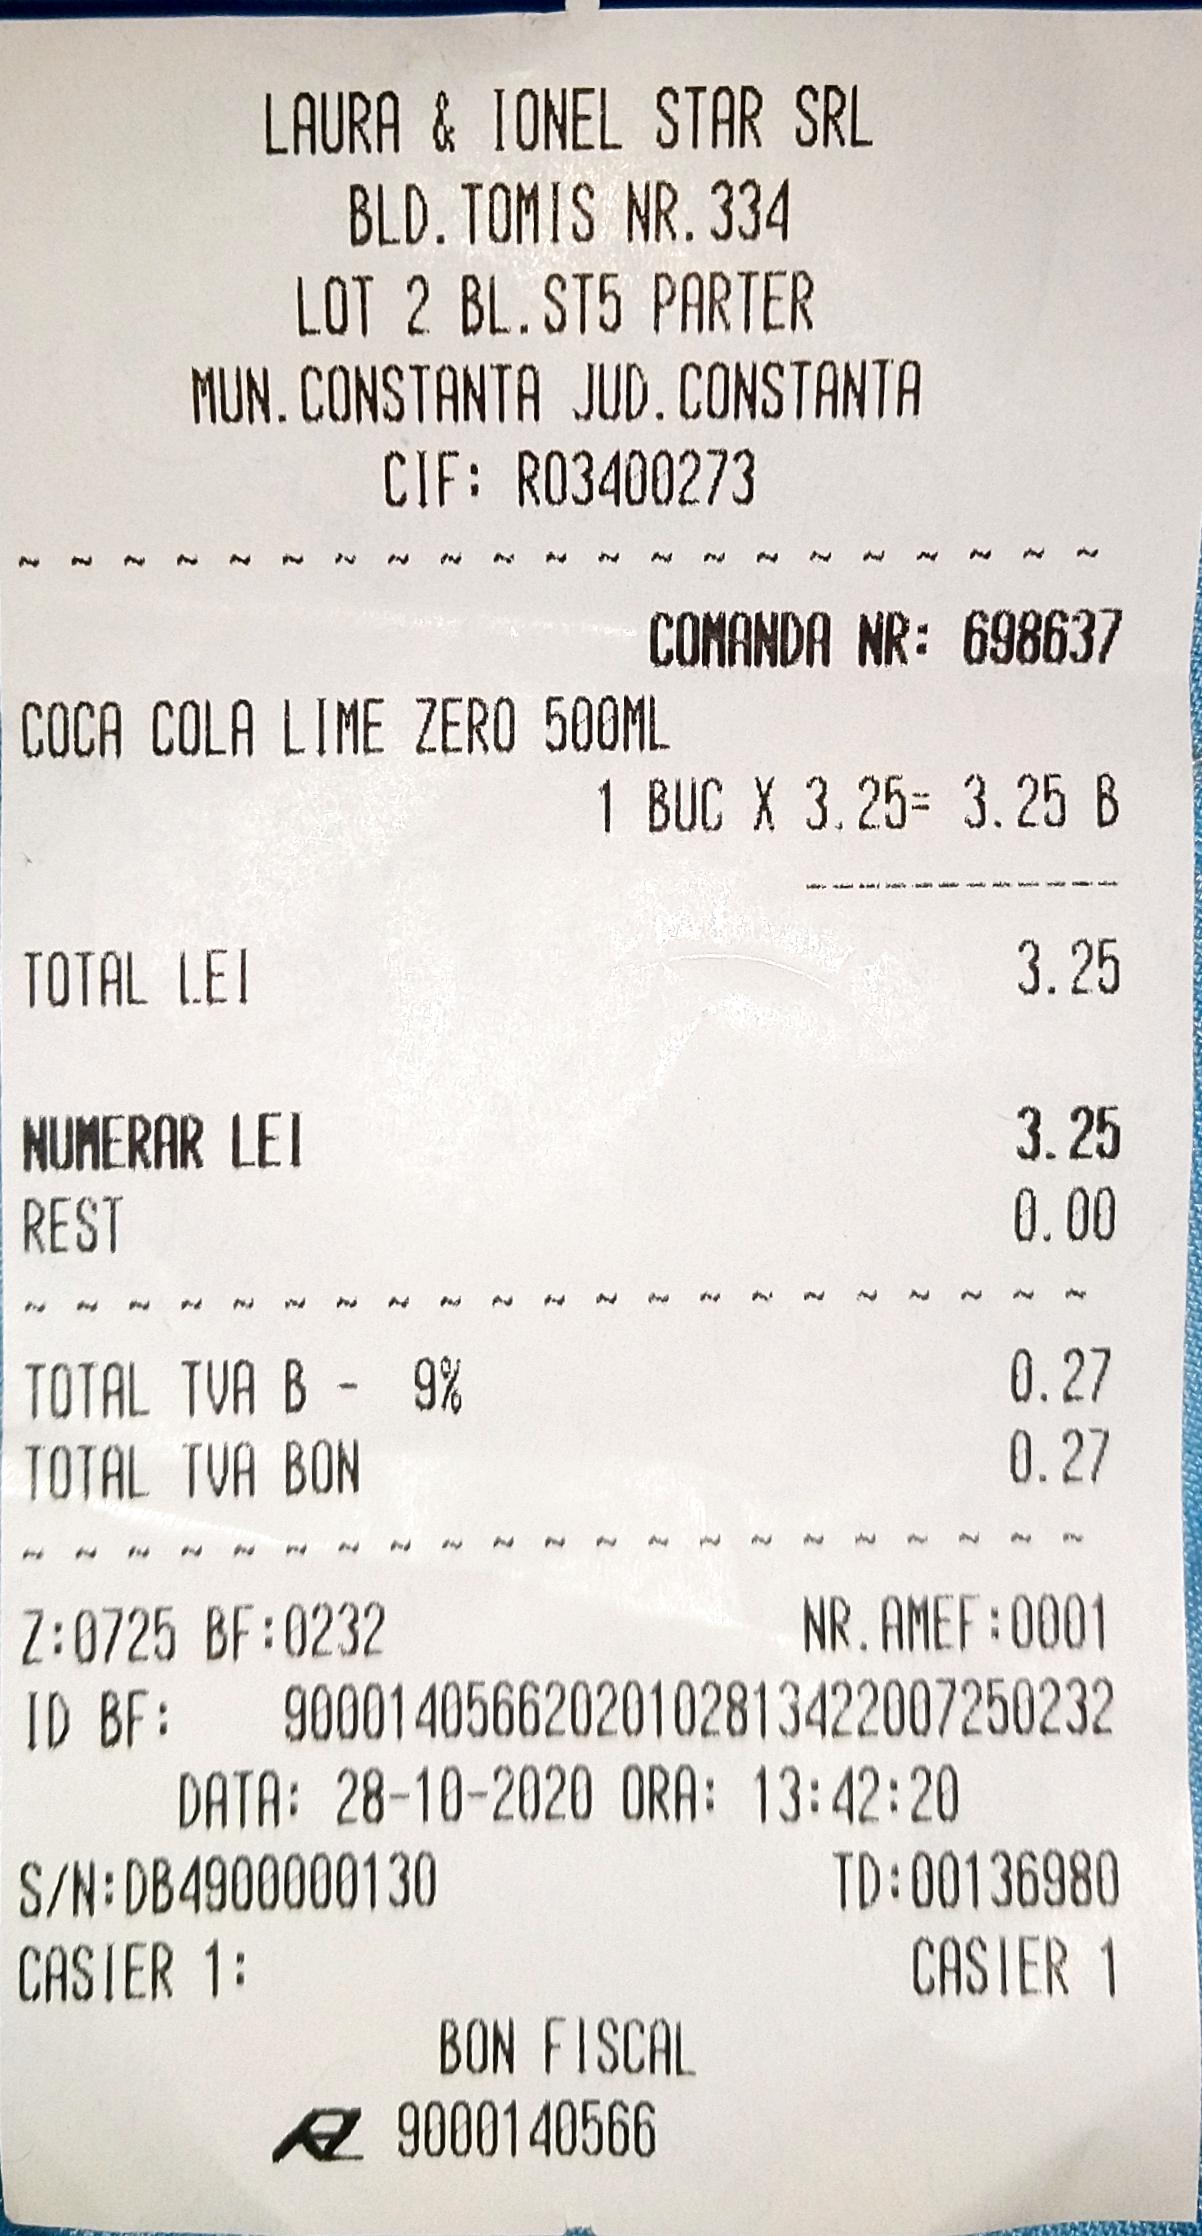 LAURA & IONEL STAR SRL
BLD.TOMIS NR.334
LOT 2 BL.ST5 PARTER
MUN.CONSTANTA JUD.CONSTANTA
CIF: RO3400273
~ ~ ~ ~ ~ ~ ~ ~ ~ ~ ~ ~ ~ ~ ~ ~ ~ ~ ~ ~ ~
COMANDA NR: 698637
COCA COLA LIME ZERO 500ML
1 BUC X 3.25= 3.25 B
------------
TOTAL LEI 3.25
NUMERAR LEI 3.25
REST 0.00
~ ~ ~ ~ ~ ~ ~ ~ ~ ~ ~ ~ ~ ~ ~ ~ ~ ~ ~ ~ ~
TOTAL TVA B - 9% 0.27
TOTAL TVA BON 0.27
~ ~ ~ ~ ~ ~ ~ ~ ~ ~ ~ ~ ~ ~ ~ ~ ~ ~ ~ ~ ~
Z:0725 BF:0232 NR.AMEF:0001
ID BF: 90001405662020102813422007250232
DATA: 28-10-2020 ORA: 13:42:20
S/N:DB4900000130 TD:00136980
CASIER 1: CASIER 1
BON FISCAL
9000140566